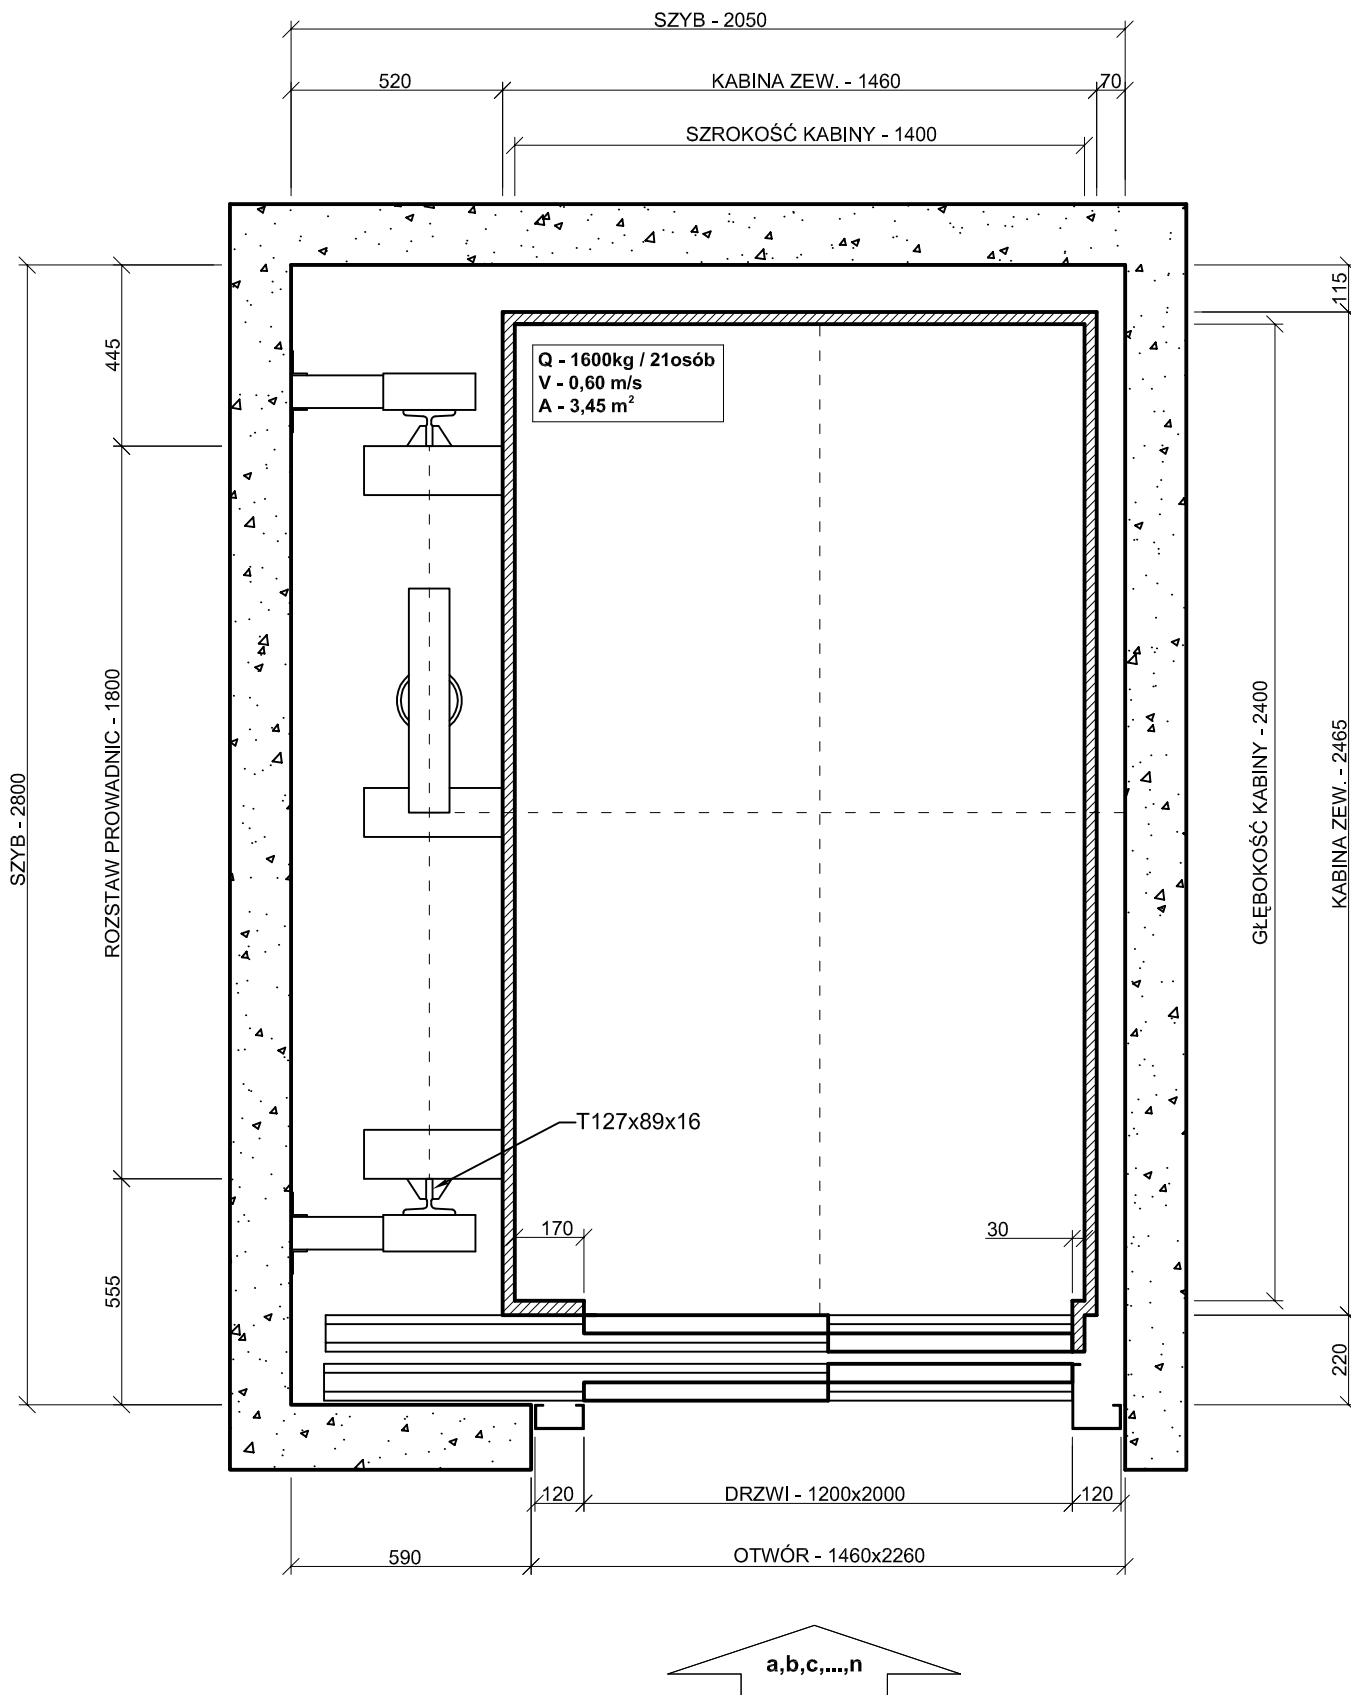 SZYB - 2050
520
KABINA ZEW. - 1460
70
SZROKOŚĆ KABINY - 1400
115
445
Q - 1600kg / 21osób
V - 0,60 m/s
A - 3,45 m²
SZYB - 2800
ROZSTAW PROWADNIC - 1800
GŁĘBOKOŚĆ KABINY - 2400
KABINA ZEW. - 2465
T127x89x16
170
30
555
220
120
DRZWI - 1200x2000
120
590
OTWÓR - 1460x2260
a,b,c,...,n